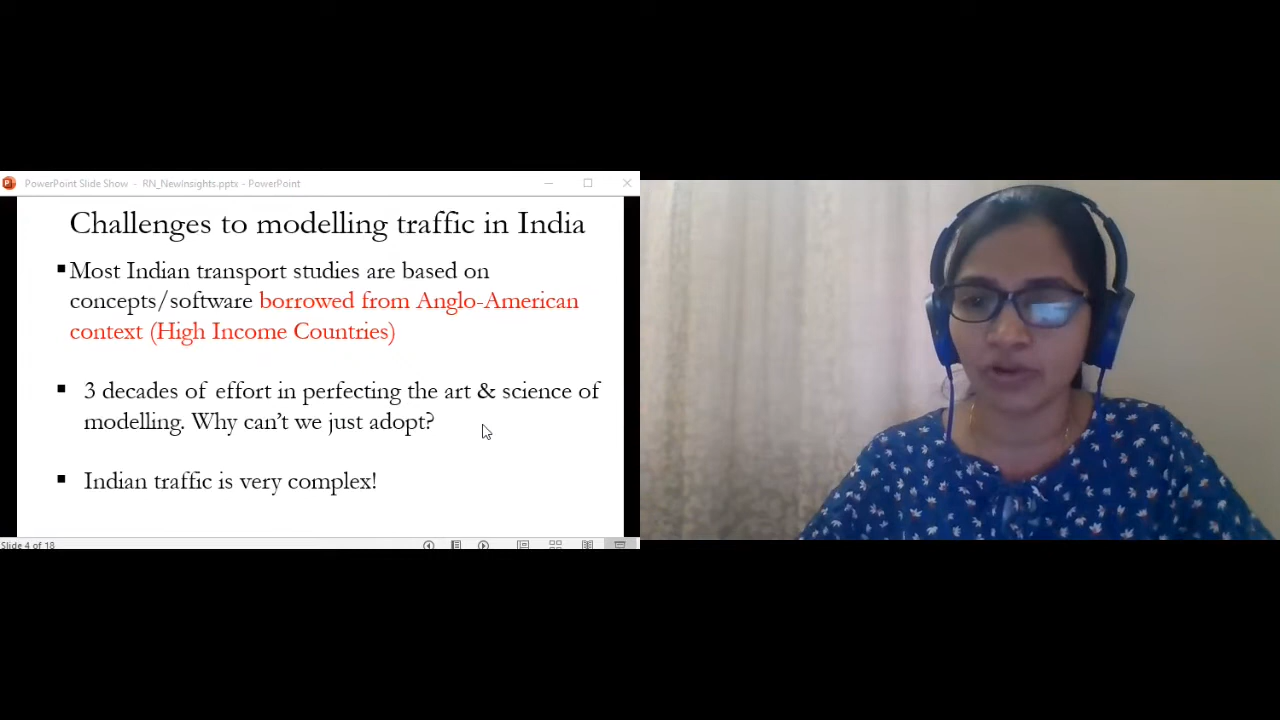 PowerPoint Slide Show - RN_NewInsights.pptx - PowerPoint
Challenges to modelling traffic in India
▪Most Indian transport studies are based on
concepts/software borrowed from Anglo-American
context (High Income Countries)
▪ 3 decades of effort in perfecting the art & science of
modelling. Why can't we just adopt?
▪ Indian traffic is very complex!
Slide 4 of 18